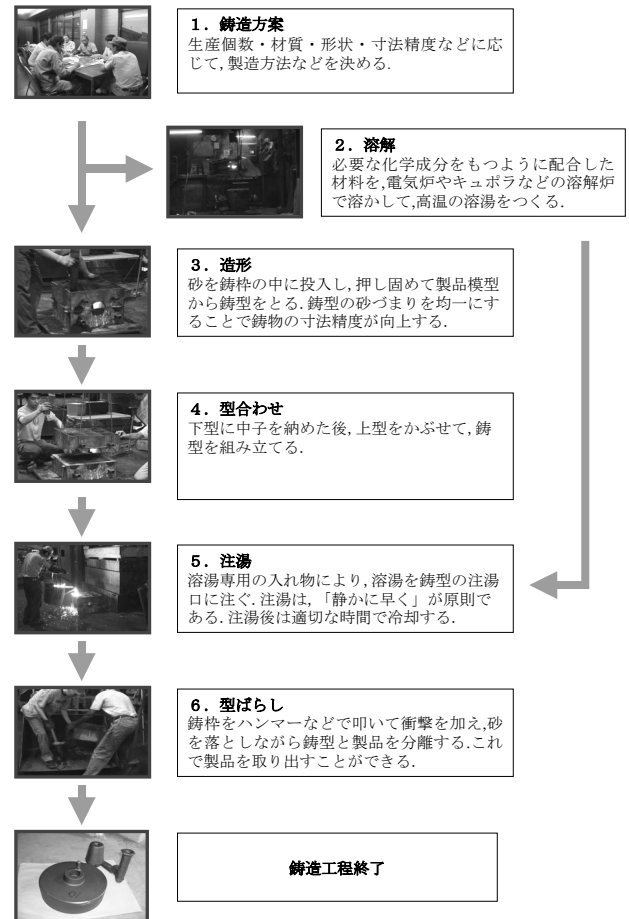 1．鋳造方案
生産個数・材質・形状・寸法精度などに応
じて,製造方法などを決める.
2．溶解
必要な化学成分をもつように配合した
材料を,電気炉やキュポラなどの溶解炉
で溶かして,高温の溶湯をつくる.
3．造形
砂を鋳枠の中に投入し,押し固めて製品模型
から鋳型をとる.鋳型の砂づまりを均一にす
ることで鋳物の寸法精度が向上する.
4．型合わせ
下型に中子を納めた後,上型をかぶせて,鋳
型を組み立てる.
5．注湯
溶湯専用の入れ物により,溶湯を鋳型の注湯
口に注ぐ.注湯は,「静かに早く」が原則で
ある.注湯後は適切な時間で冷却する.
6．型ばらし
鋳枠をハンマーなどで叩いて衝撃を加え,砂
を落としながら鋳型と製品を分離する.これ
で製品を取り出すことができる.
鋳造工程終了